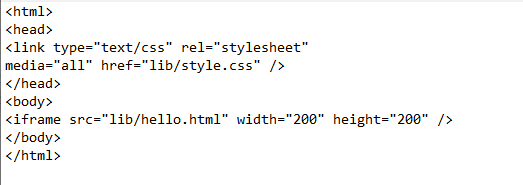 <html>
<head>
<link type="text/css" rel="stylesheet"
media="all" href="lib/style.css" />
</head>
<body>
<iframe src="lib/hello.html" width="200" height="200" />
</body>
</html>